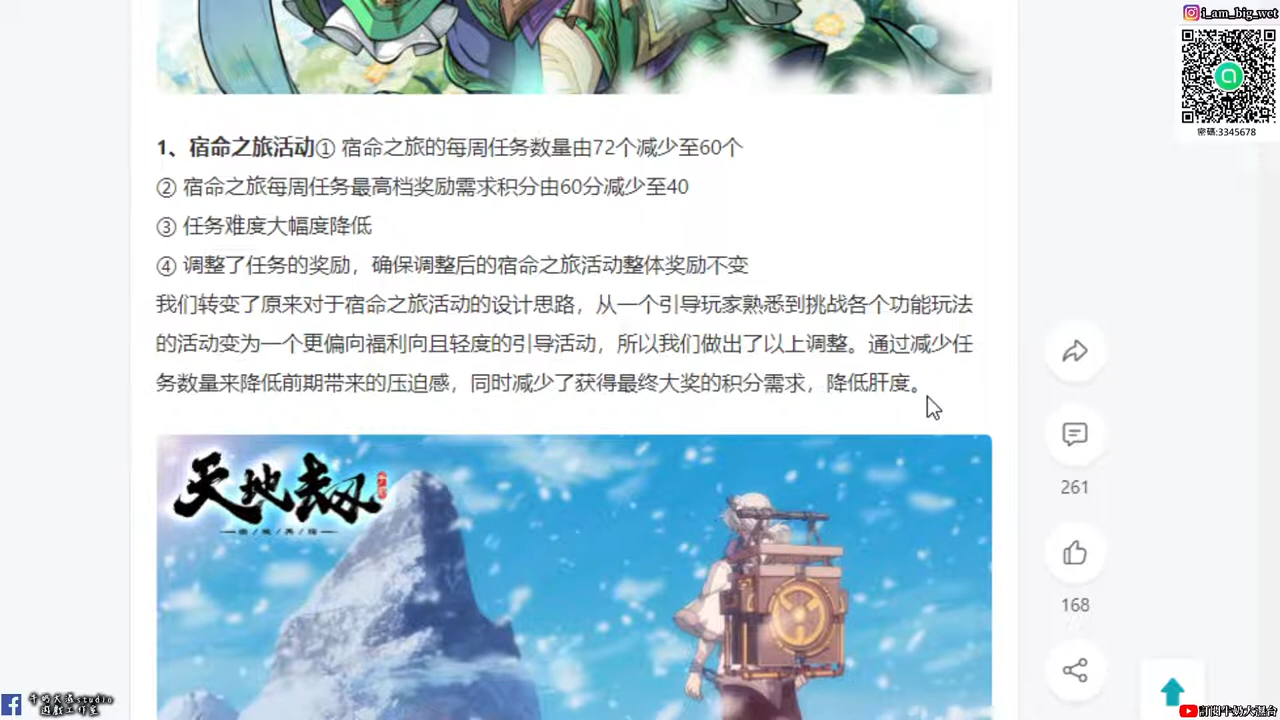 i_am_big_wet
密碼:3345678
1、宿命之旅活动① 宿命之旅的每周任务数量由72个减少至60个
② 宿命之旅每周任务最高档奖励需求积分由60分减少至40
③ 任务难度大幅度降低
④ 调整了任务的奖励，确保调整后的宿命之旅活动整体奖励不变
我们转变了原来对于宿命之旅活动的设计思路，从一个引导玩家熟悉到挑战各个功能玩法
的活动变为一个更偏向福利向且轻度的引导活动，所以我们做出了以上调整。通过减少任
务数量来降低前期带来的压迫感，同时减少了获得最终大奖的积分需求，降低肝度。
天地劫
261
168
studio
遊戲工作室
訂閱牛奶大混合